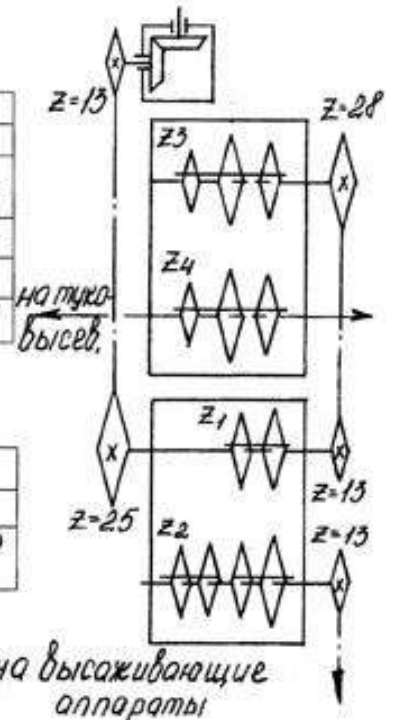 Z=13
Z=28
Z3
Z4
на туко-
высев.
Z1
Z=13
Z=25
Z=13
Z2
на высаживающие
аппараты